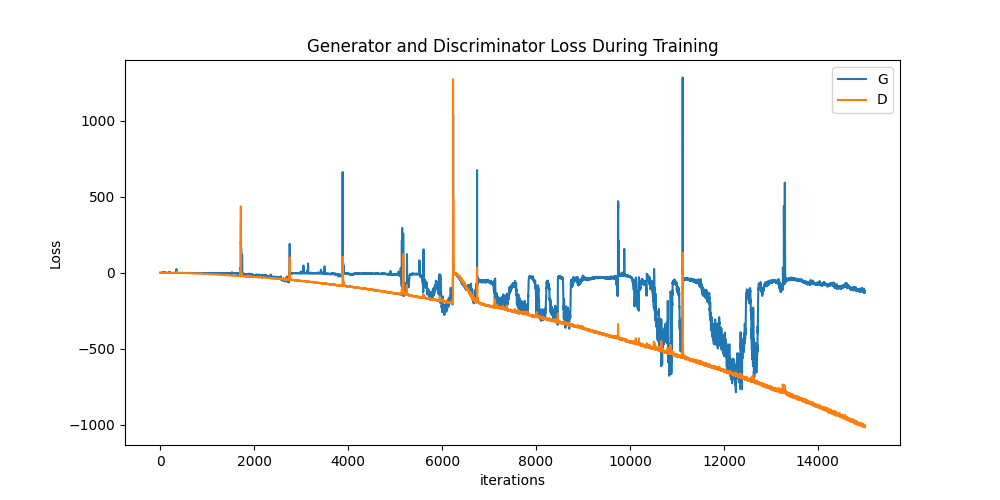 Generator and Discriminator Loss During Training
G
D
1000
500
0
−500
−1000
Loss
0 2000 4000 6000 8000 10000 12000 14000
iterations